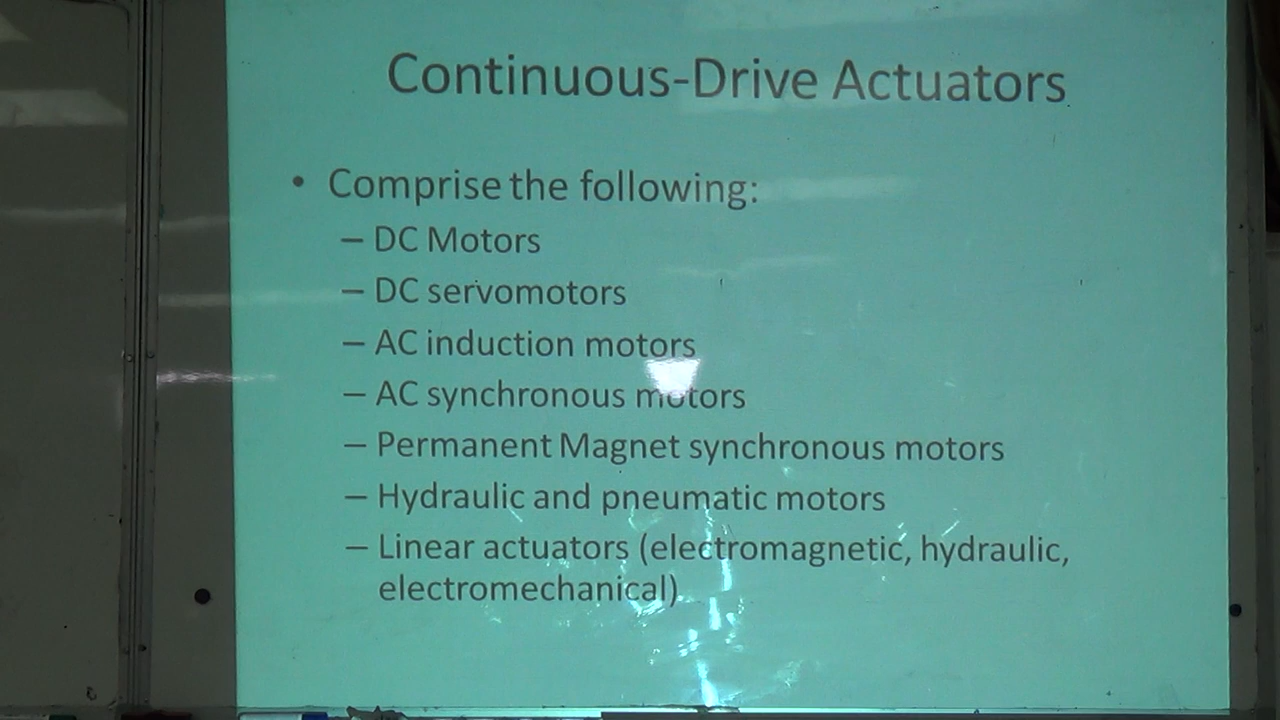 Continuous-Drive Actuators
• Comprise the following:
– DC Motors
– DC servomotors
– AC induction motors
– AC synchronous motors
– Permanent Magnet synchronous motors
– Hydraulic and pneumatic motors
– Linear actuators (electromagnetic, hydraulic,
electromechanical)